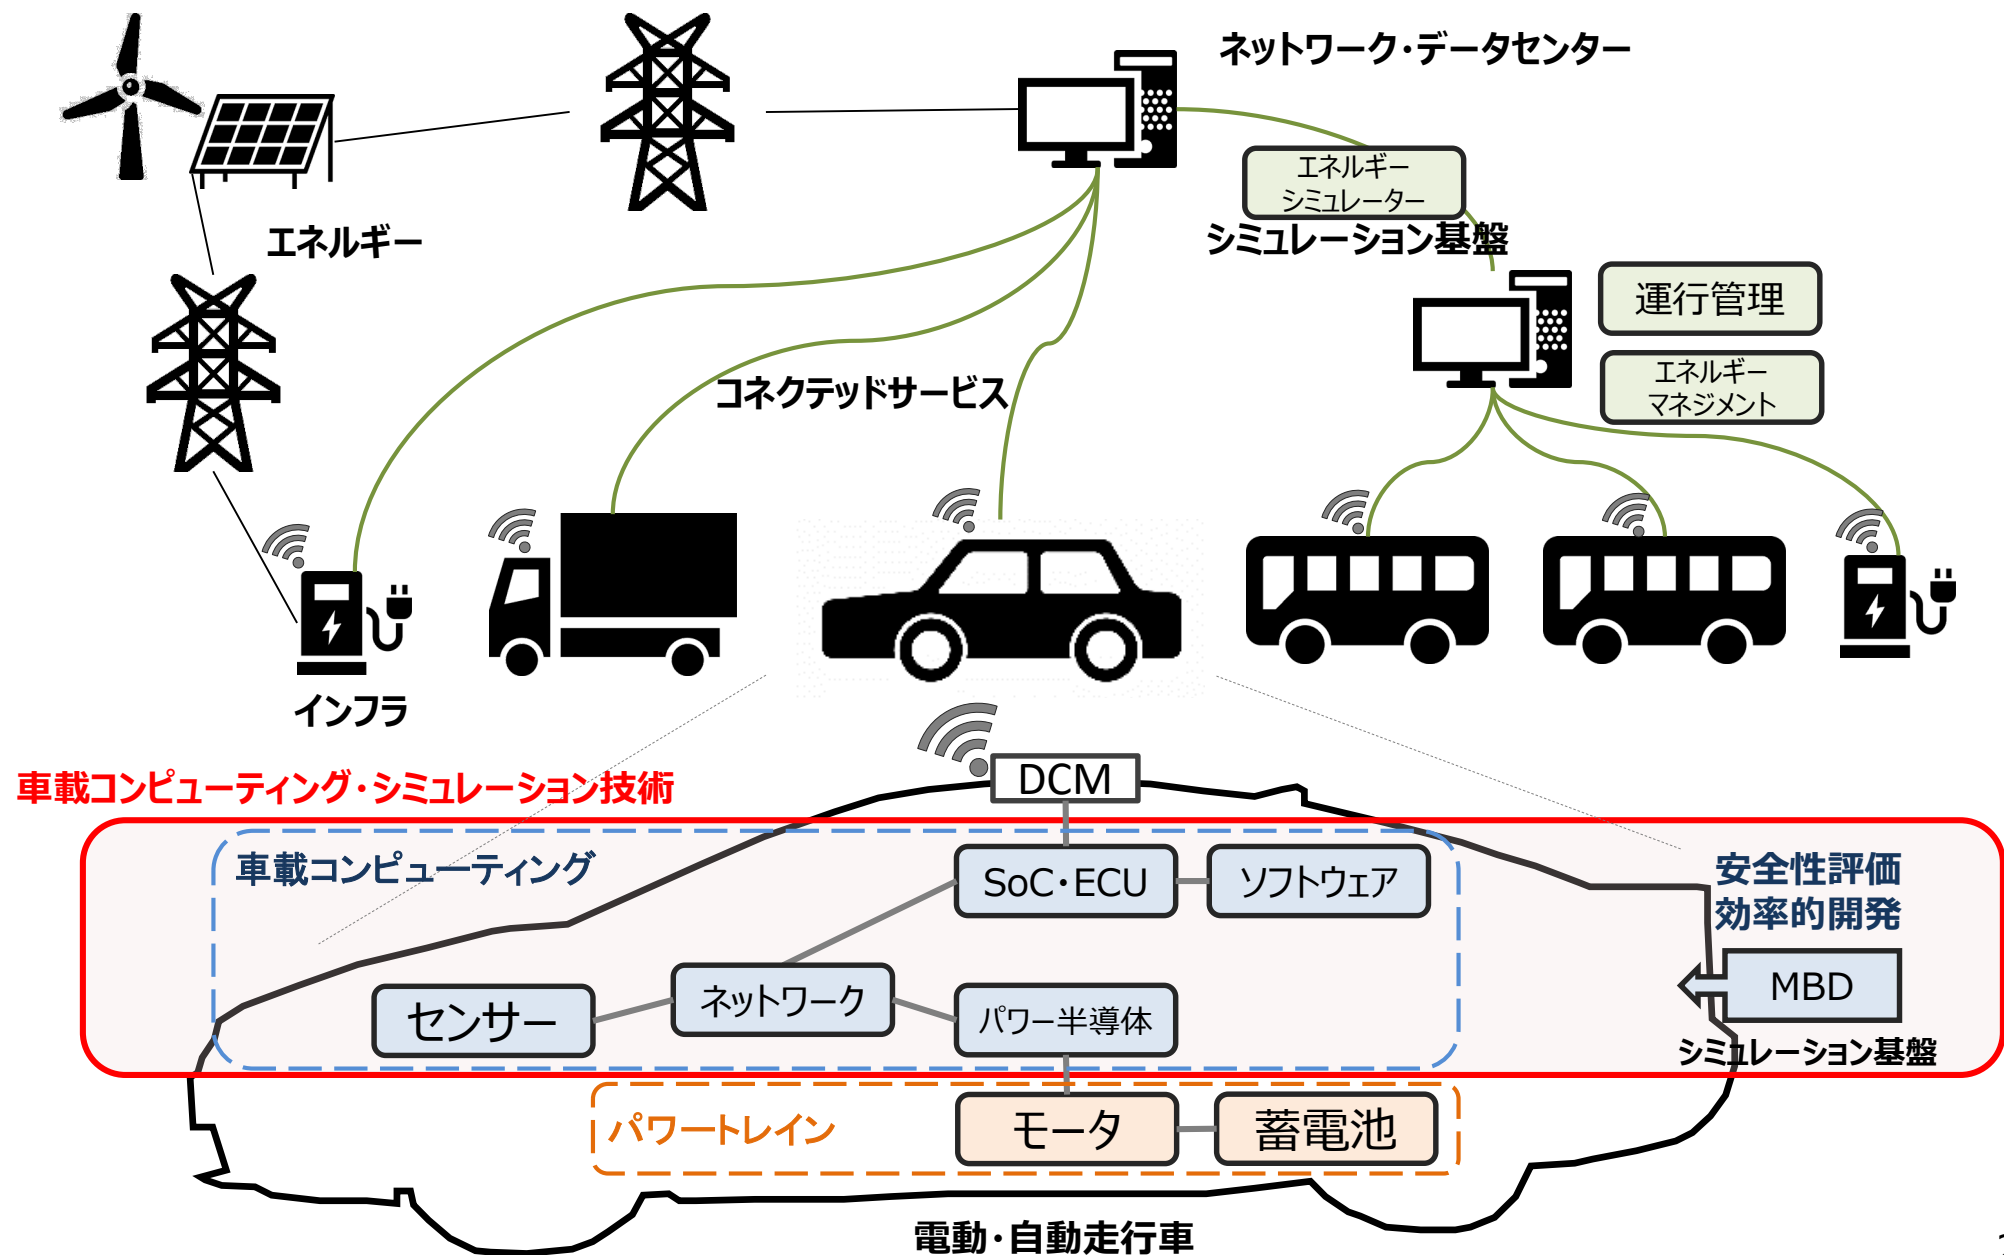 ネットワーク・データセンター
エネルギー
シミュレーター
シミュレーション基盤
エネルギー
運行管理
エネルギー
マネジメント
コネクテッドサービス
インフラ
車載コンピューティング・シミュレーション技術
DCM
車載コンピューティング
SoC・ECU
ソフトウェア
安全性評価
効率的開発
センサー
ネットワーク
パワー半導体
MBD
シミュレーション基盤
パワートレイン
モータ
蓄電池
電動・自動走行車